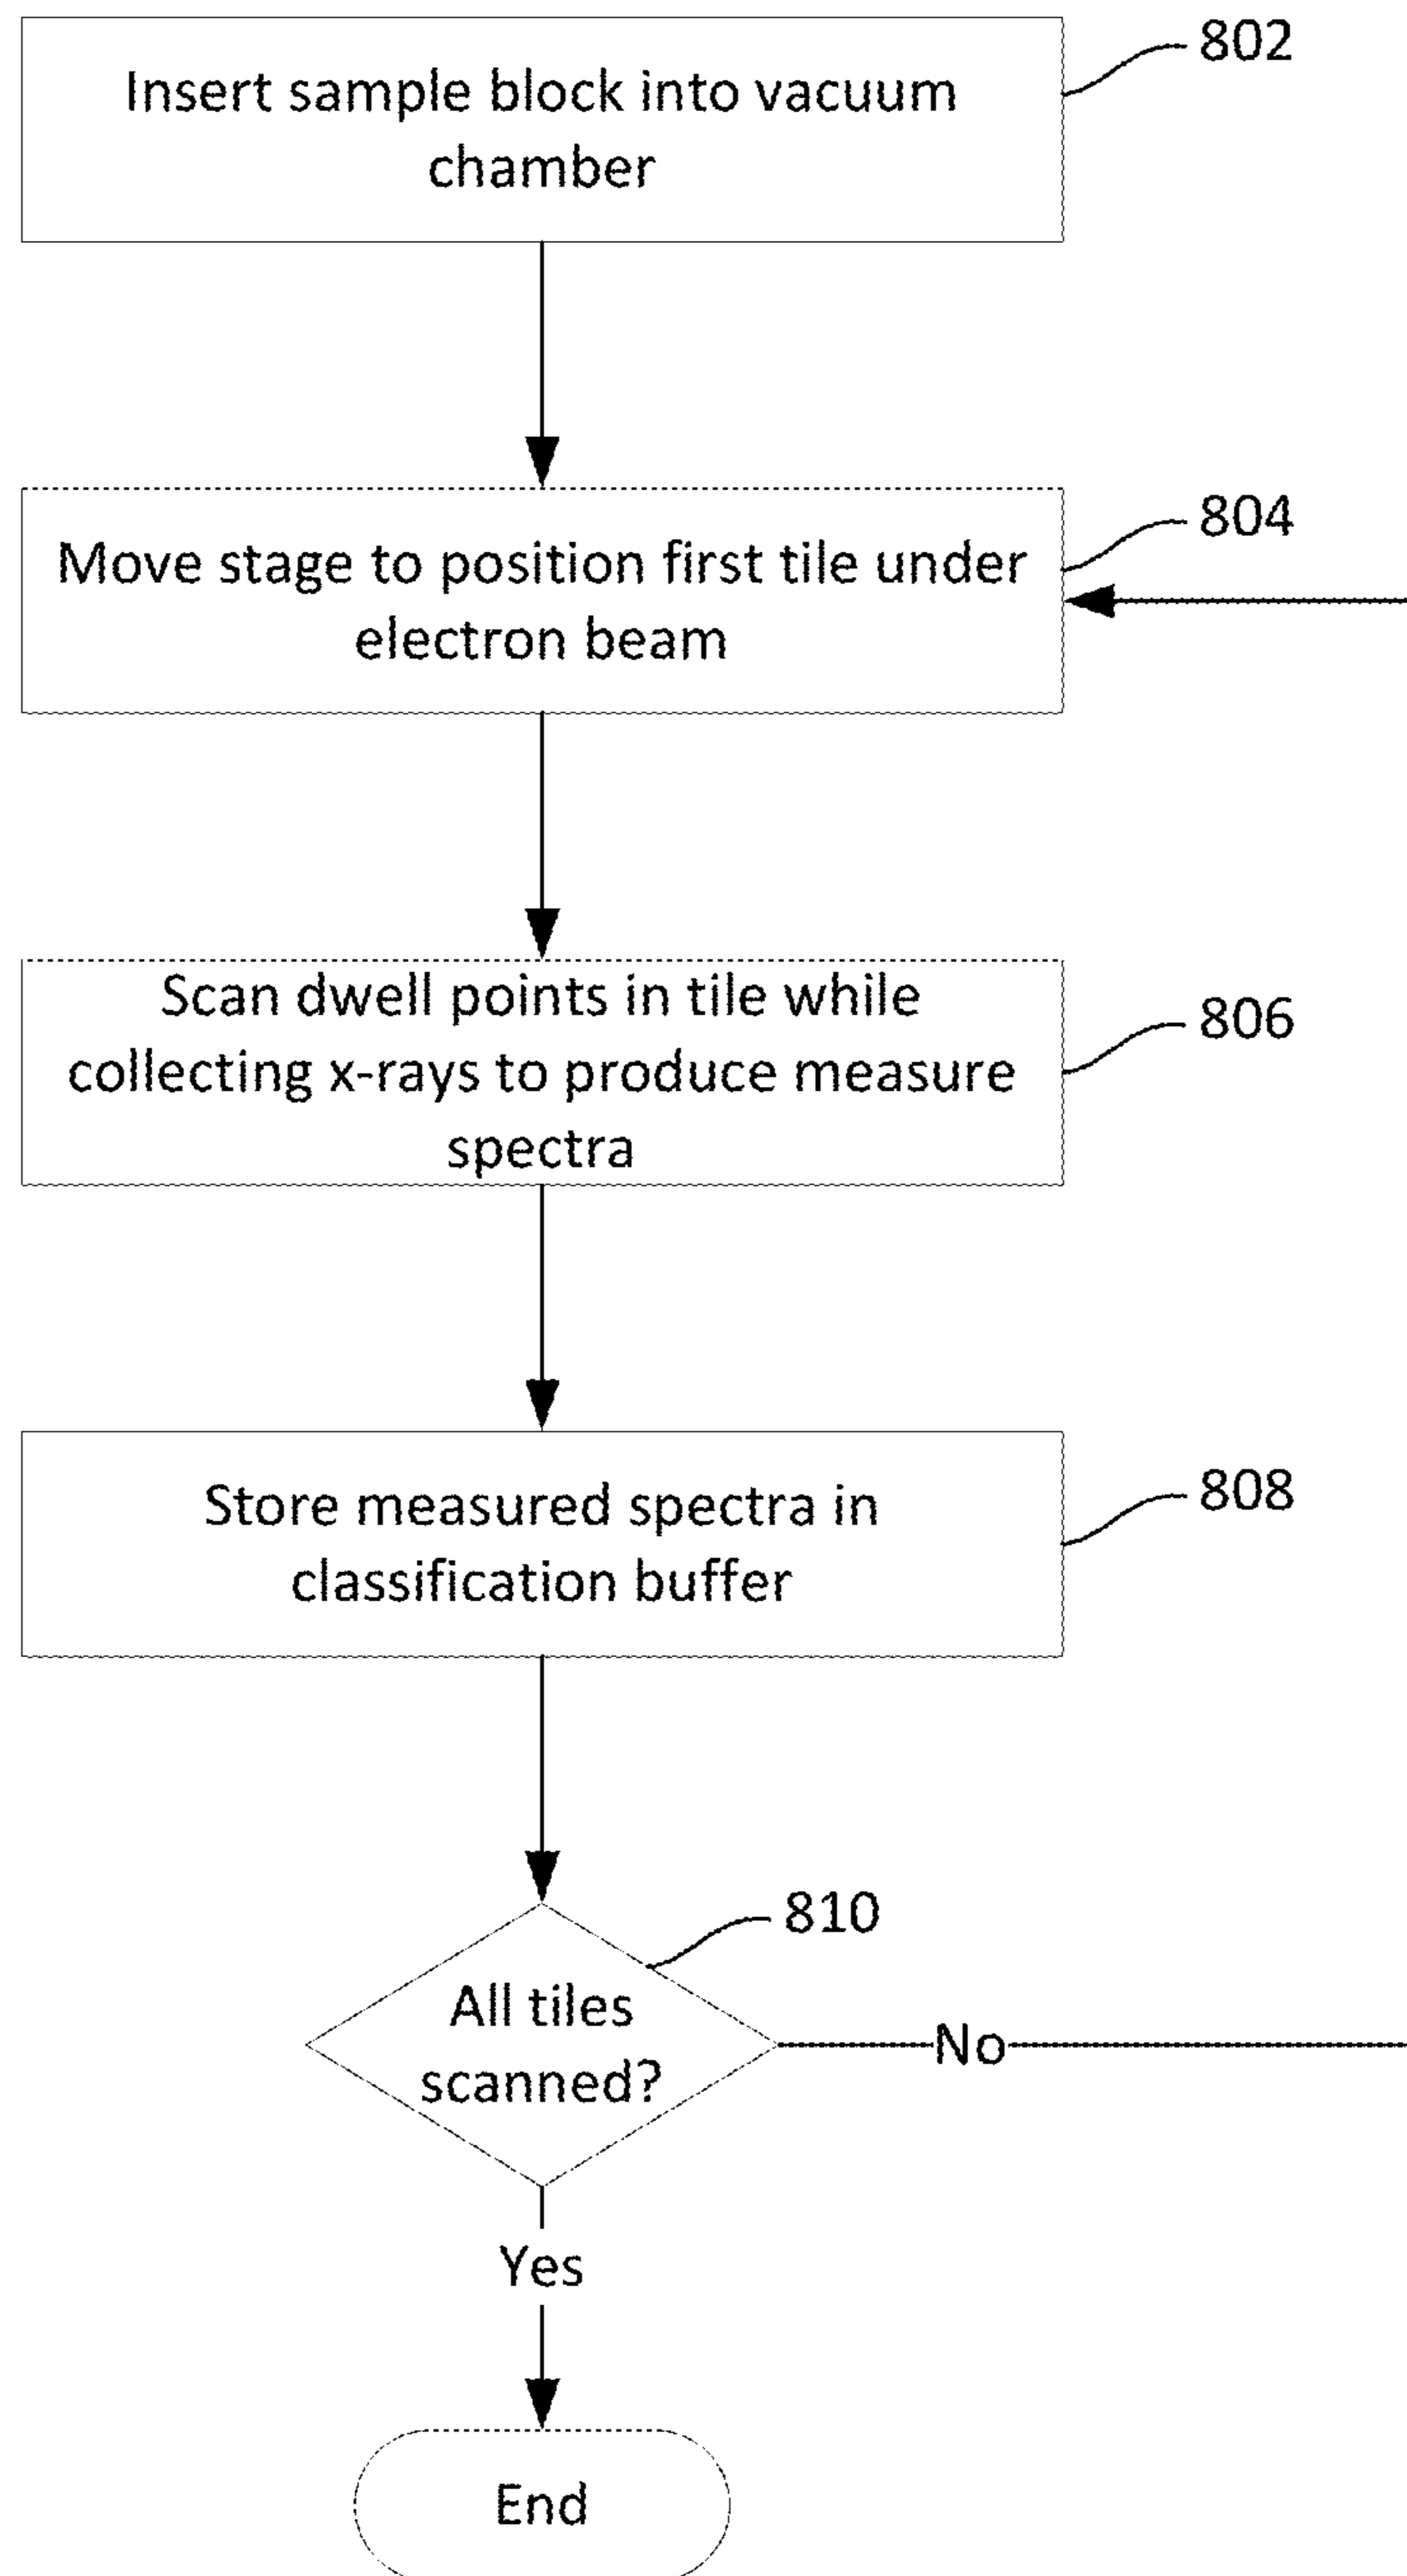 Insert sample block into vacuum
chamber
802
Move stage to position first tile under
electron beam
804
Scan dwell points in tile while
collecting x-rays to produce measure
spectra
806
Store measured spectra in
classification buffer
808
All tiles
scanned?
810
No
Yes
End